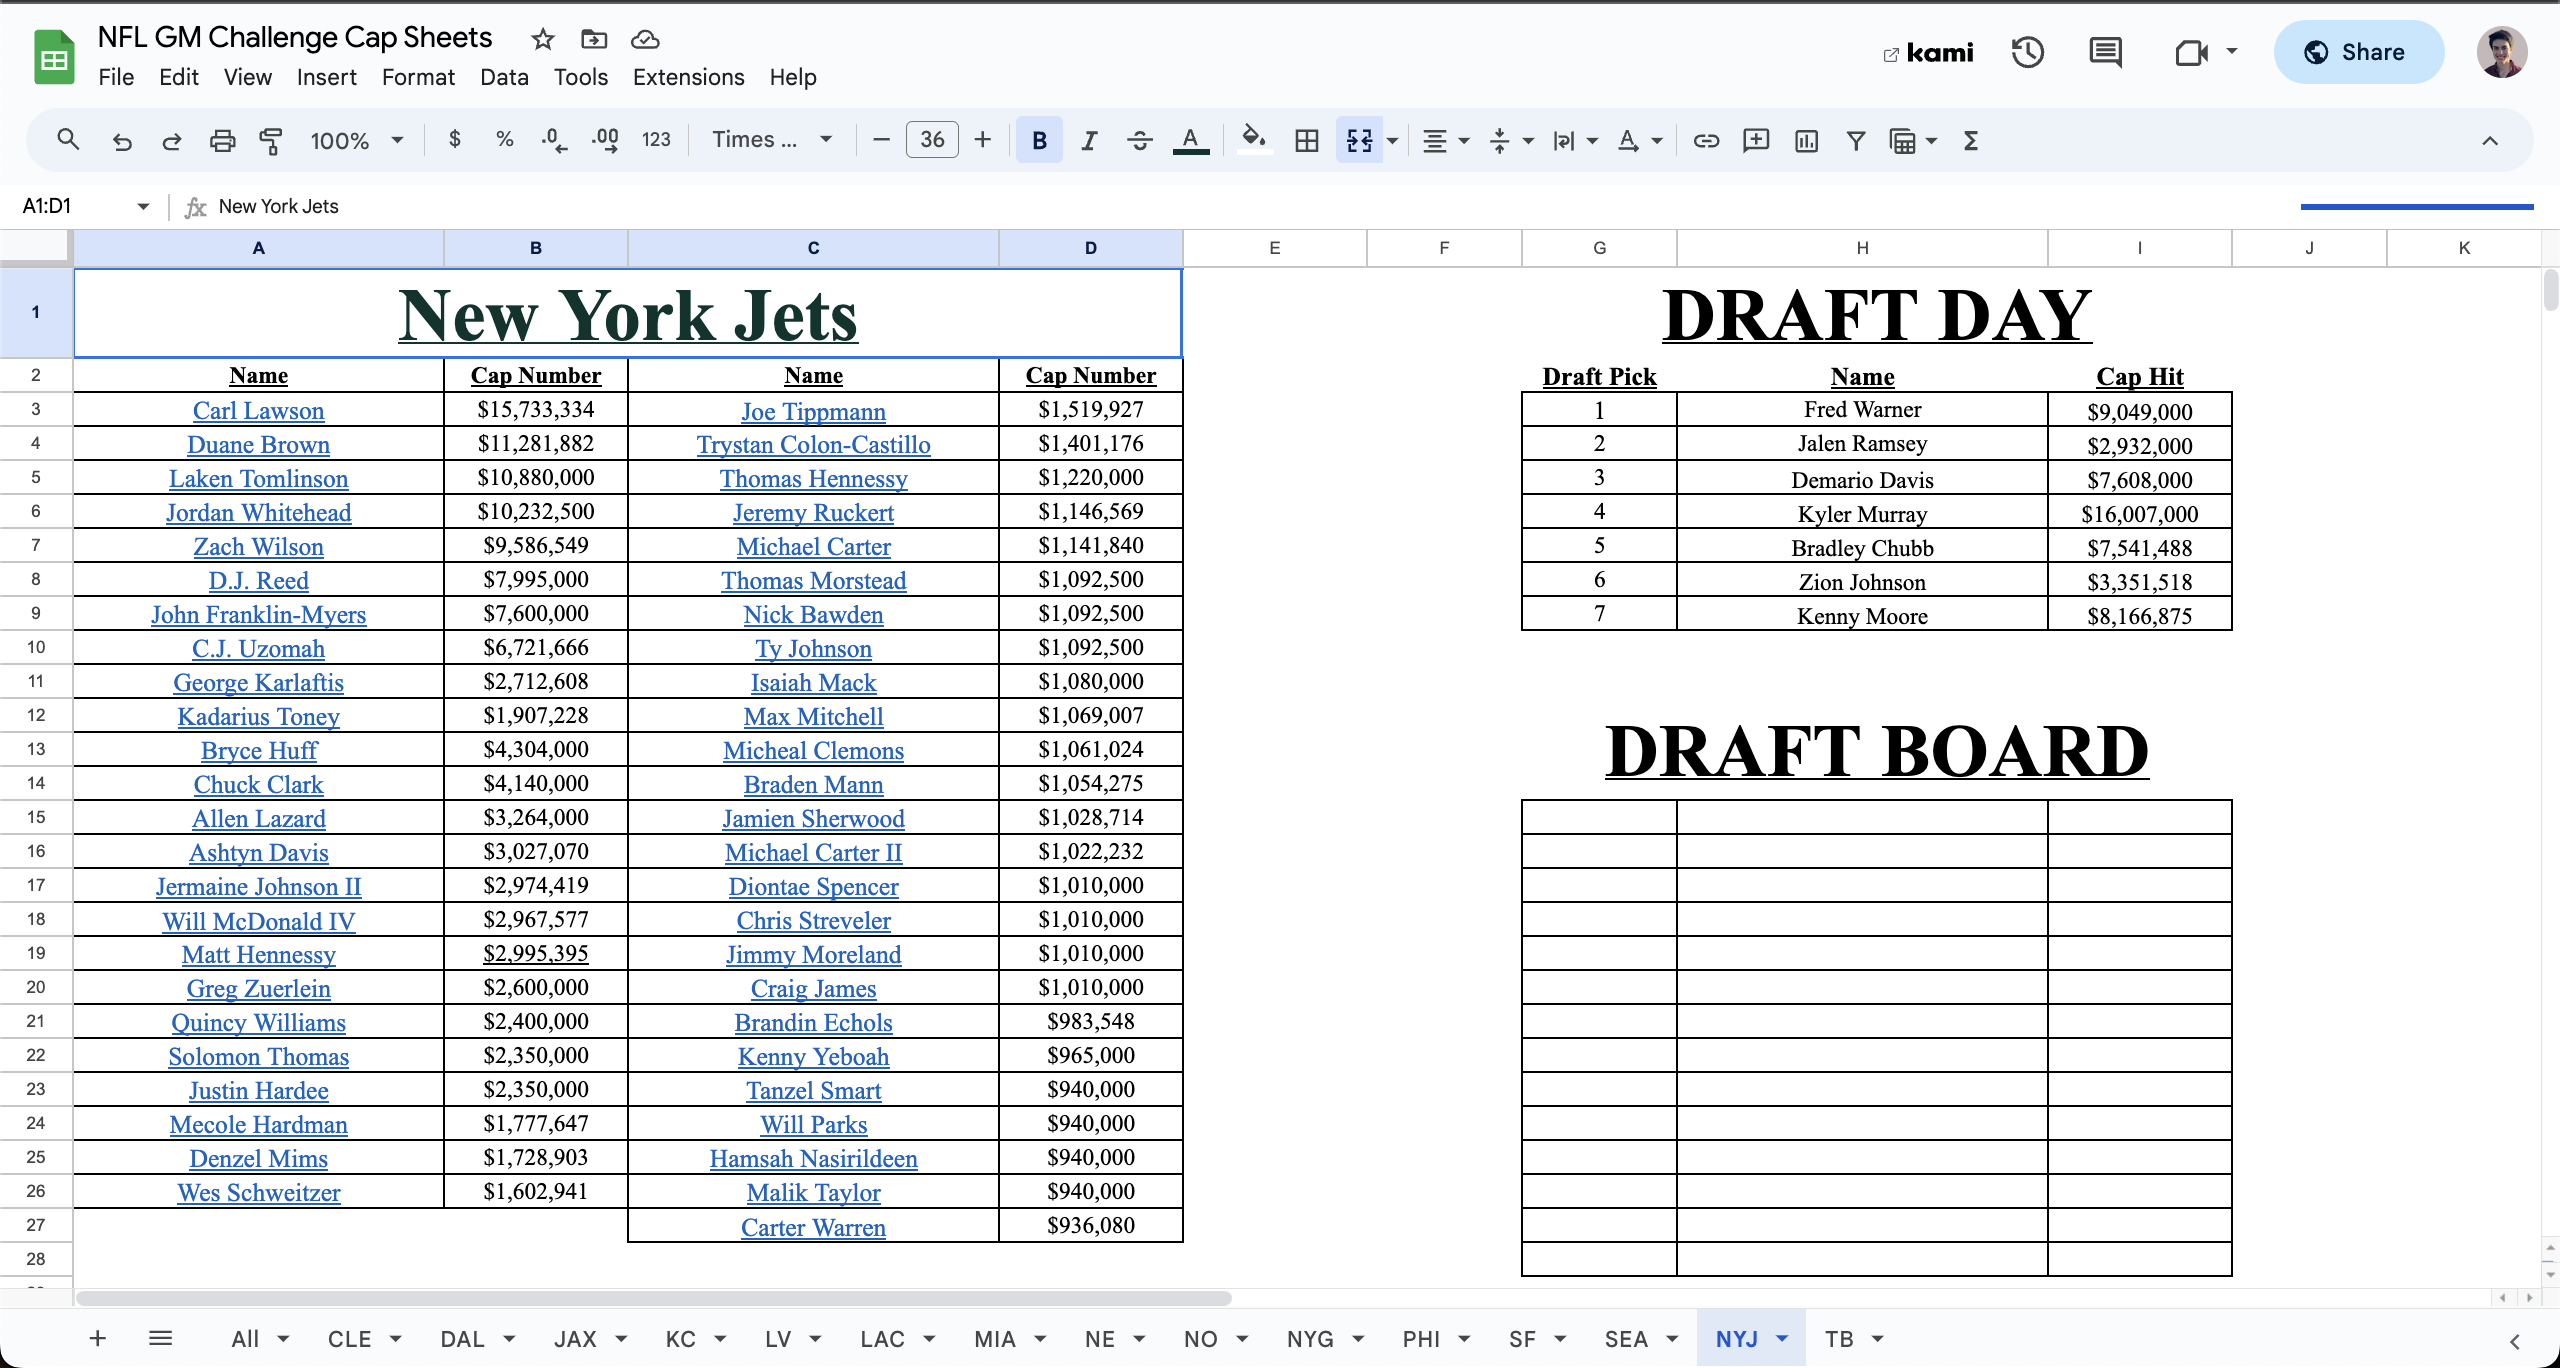 NFL GM Challenge Cap Sheets
File Edit View Insert Format Data Tools Extensions Help
kami
Share
100% $ % .0 .00 123 Times ... 36 B I A
A1:D1 fx New York Jets
A B C D E F G H I J K
1 New York Jets DRAFT DAY
2 Name Cap Number Name Cap Number Draft Pick Name Cap Hit
3 Carl Lawson $15,733,334 Joe Tippmann $1,519,927 1 Fred Warner $9,049,000
4 Duane Brown $11,281,882 Trystan Colon-Castillo $1,401,176 2 Jalen Ramsey $2,932,000
5 Laken Tomlinson $10,880,000 Thomas Hennessy $1,220,000 3 Demario Davis $7,608,000
6 Jordan Whitehead $10,232,500 Jeremy Ruckert $1,146,569 4 Kyler Murray $16,007,000
7 Zach Wilson $9,586,549 Michael Carter $1,141,840 5 Bradley Chubb $7,541,488
8 D.J. Reed $7,995,000 Thomas Morstead $1,092,500 6 Zion Johnson $3,351,518
9 John Franklin-Myers $7,600,000 Nick Bawden $1,092,500 7 Kenny Moore $8,166,875
10 C.J. Uzomah $6,721,666 Ty Johnson $1,092,500
11 George Karlaftis $2,712,608 Isaiah Mack $1,080,000
12 Kadarius Toney $1,907,228 Max Mitchell $1,069,007
13 Bryce Huff $4,304,000 Micheal Clemons $1,061,024 DRAFT BOARD
14 Chuck Clark $4,140,000 Braden Mann $1,054,275
15 Allen Lazard $3,264,000 Jamien Sherwood $1,028,714
16 Ashtyn Davis $3,027,070 Michael Carter II $1,022,232
17 Jermaine Johnson II $2,974,419 Diontae Spencer $1,010,000
18 Will McDonald IV $2,967,577 Chris Streveler $1,010,000
19 Matt Hennessy $2,995,395 Jimmy Moreland $1,010,000
20 Greg Zuerlein $2,600,000 Craig James $1,010,000
21 Quincy Williams $2,400,000 Brandin Echols $983,548
22 Solomon Thomas $2,350,000 Kenny Yeboah $965,000
23 Justin Hardee $2,350,000 Tanzel Smart $940,000
24 Mecole Hardman $1,777,647 Will Parks $940,000
25 Denzel Mims $1,728,903 Hamsah Nasirildeen $940,000
26 Wes Schweitzer $1,602,941 Malik Taylor $940,000
27 Carter Warren $936,080
28
All CLE DAL JAX KC LV LAC MIA NE NO NYG PHI SF SEA NYJ TB